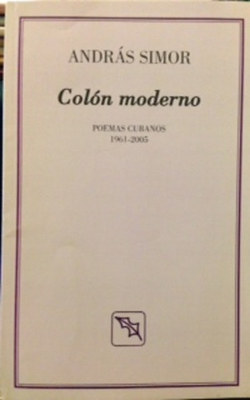 ANDRÁS SIMOR
Colón moderno
POEMAS CUBANOS
1961-2005